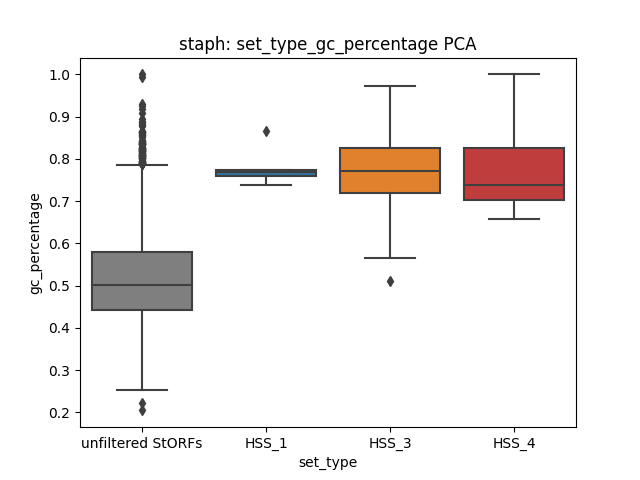 staph: set_type_gc_percentage PCA
gc_percentage
1.0
0.9
0.8
0.7
0.6
0.5
0.4
0.3
0.2
unfiltered StORFs
HSS_1
HSS_3
HSS_4
set_type